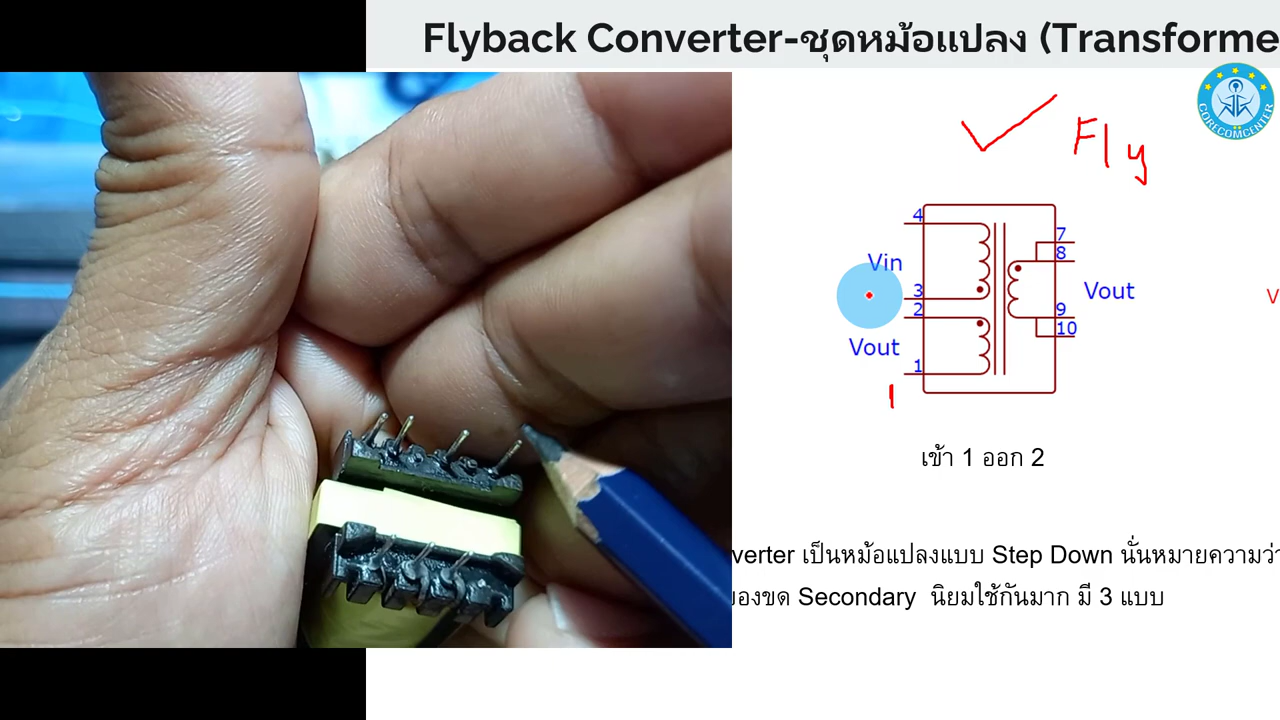 Flyback Converter-ชุดหม้อแปลง (Transforme
CORECOMCENTER
Fly
4
7
8
Vin
3
Vout
2
9
10
Vout
1
1
V
เข้า 1 ออก 2
verter เป็นหม้อแปลงแบบ Step Down นั่นหมายความว่า
ของขด Secondary นิยมใช้กันมาก มี 3 แบบ